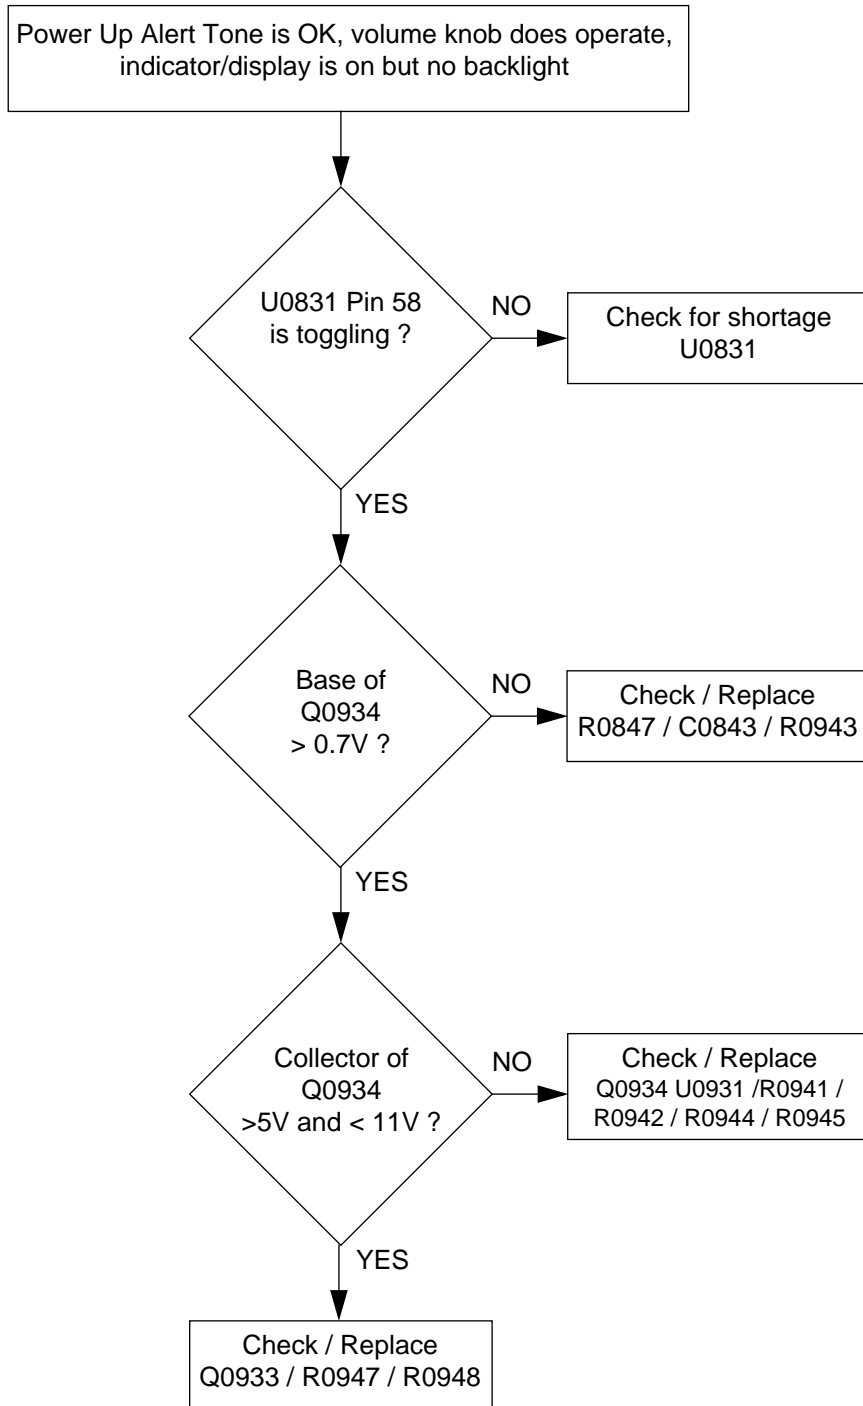 Power Up Alert Tone is OK, volume knob does operate,
indicator/display is on but no backlight
U0831 Pin 58
is toggling ?
NO
Check for shortage
U0831
YES
Base of
Q0934
> 0.7V ?
NO
Check / Replace
R0847 / C0843 / R0943
YES
Collector of
Q0934
>5V and < 11V ?
NO
Check / Replace
Q0934 U0931 /R0941 /
R0942 / R0944 / R0945
YES
Check / Replace
Q0933 / R0947 / R0948